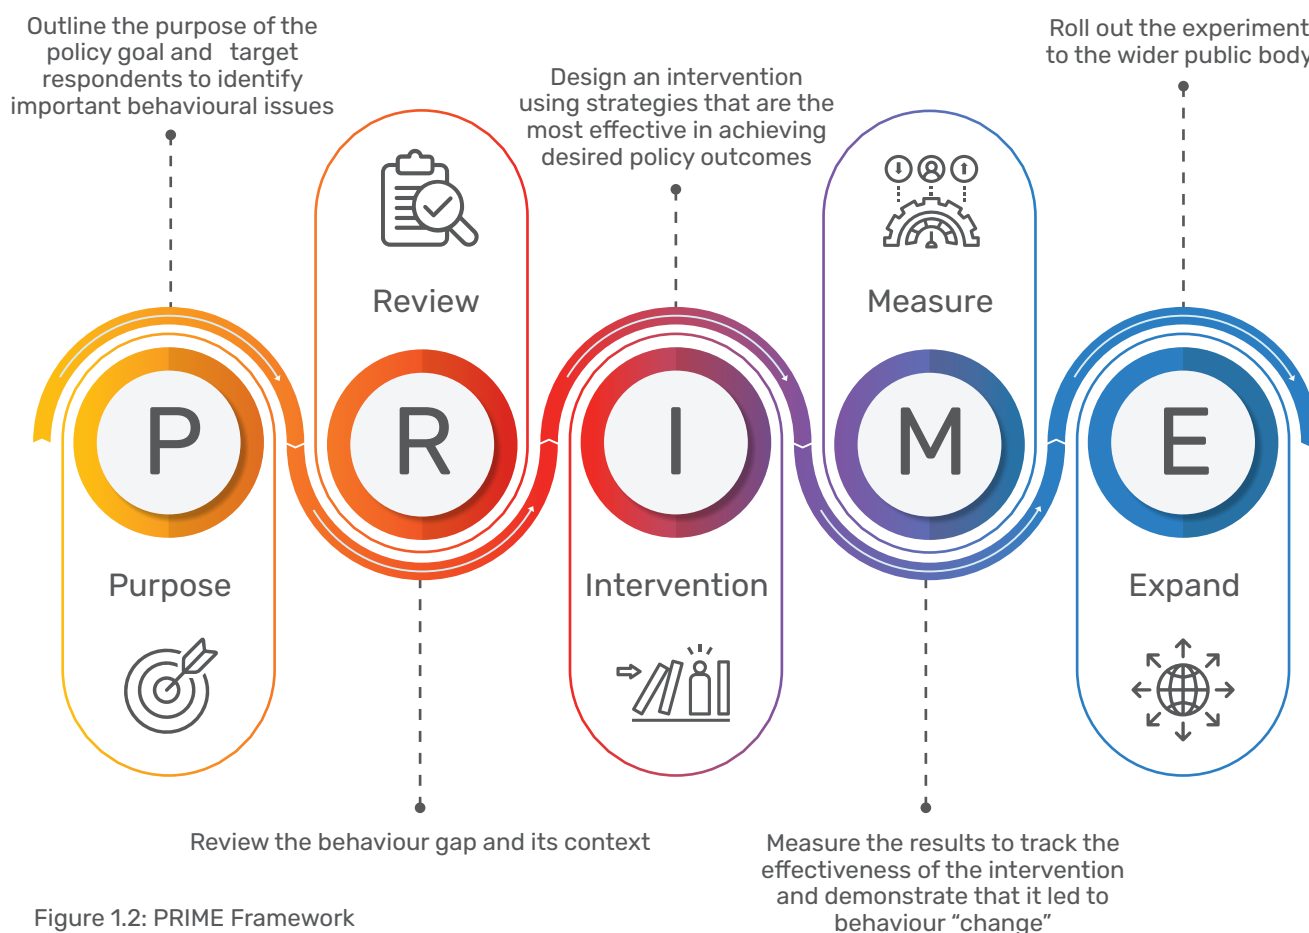 Outline the purpose of the
policy goal and target
respondents to identify
important behavioural issues
Design an intervention
using strategies that are the
most effective in achieving
desired policy outcomes
Roll out the experiment
to the wider public body
Review
Measure
P
R
I
M
E
Purpose
Intervention
Expand
Review the behaviour gap and its context
Measure the results to track the
effectiveness of the intervention
and demonstrate that it led to
behaviour “change”
Figure 1.2: PRIME Framework